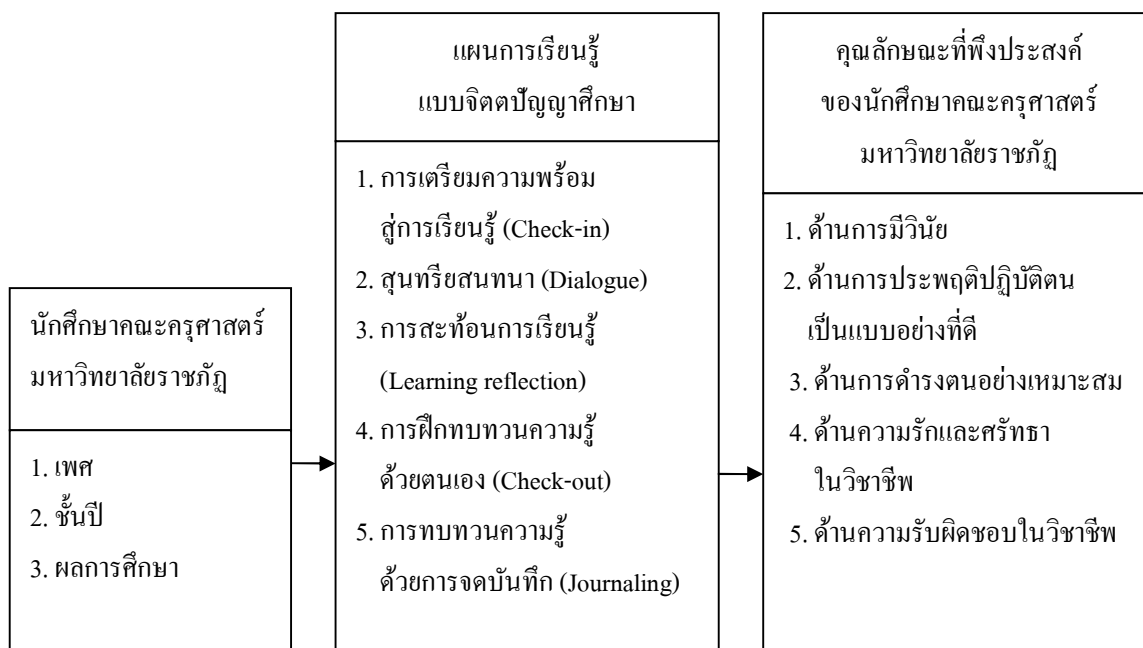 นักศึกษาคณะครุศาสตร์
มหาวิทยาลัยราชภัฏ
1. เพศ
2. ชั้นปี
3. ผลการศึกษา
แผนการเรียนรู้
แบบจิตตปัญญาศึกษา
1. การเตรียมความพร้อม
สู่การเรียนรู้ (Check-in)
2. สุนทรียสนทนา (Dialogue)
3. การสะท้อนการเรียนรู้
(Learning reflection)
4. การฝึกทบทวนความรู้
ด้วยตนเอง (Check-out)
5. การทบทวนความรู้
ด้วยการจดบันทึก (Journaling)
คุณลักษณะที่พึงประสงค์
ของนักศึกษาคณะครุศาสตร์
มหาวิทยาลัยราชภัฏ
1. ด้านการมีวินัย
2. ด้านการประพฤติปฏิบัติตน
เป็นแบบอย่างที่ดี
3. ด้านการดำรงตนอย่างเหมาะสม
4. ด้านความรักและศรัทธา
ในวิชาชีพ
5. ด้านความรับผิดชอบในวิชาชีพ